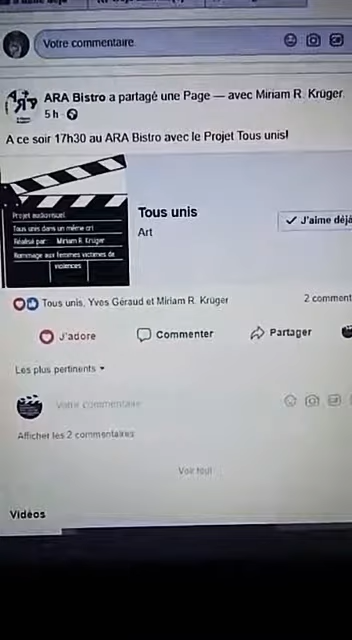 Votre commentaire
GIF
ARA Bistro a partagé une Page — avec Miriam R. Krüger.
5 h
A ce soir 17h30 au ARA Bistro avec le Projet Tous unis!
Projet audiovisuel
Tous unis dans un même art
Réalisé par: Miriam R. Krüger
Hommage aux femmes victimes de
violences
Tous unis
Art
J'aime déjà
Tous unis, Yves Géraud et Miriam R. Krüger
2 comment
J'adore
Commenter
Partager
Les plus pertinents
Votre commentaire
GIF
Afficher les 2 commentaires
Voir tout
Vidéos